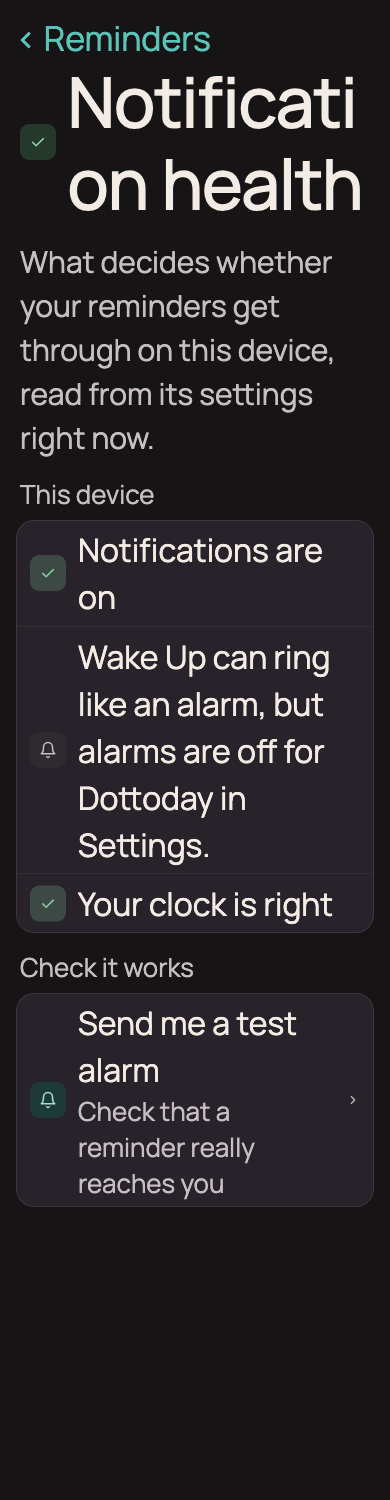 Reminders
Notificati
on health
What decides whether
your reminders get
through on this device,
read from its settings
right now.
This device
Notifications are
on
Wake Up can ring
like an alarm, but
alarms are off for
Dottoday in
Settings.
Your clock is right
Check it works
Send me a test
alarm
Check that a
reminder really
reaches you